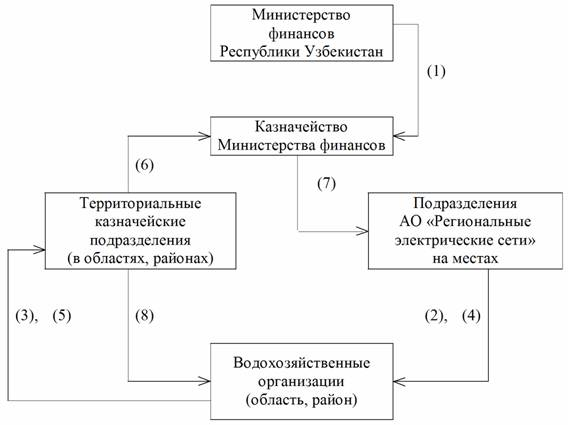 Министерство
финансов
Республики Узбекистан
(1)
Казначейство
Министерства финансов
(6)
(7)
Территориальные
казначейские
подразделения
(в областях, районах)
Подразделения
АО «Региональные
электрические сети»
на местах
(3), (5)
(8)
(2), (4)
Водохозяйственные
организации
(область, район)